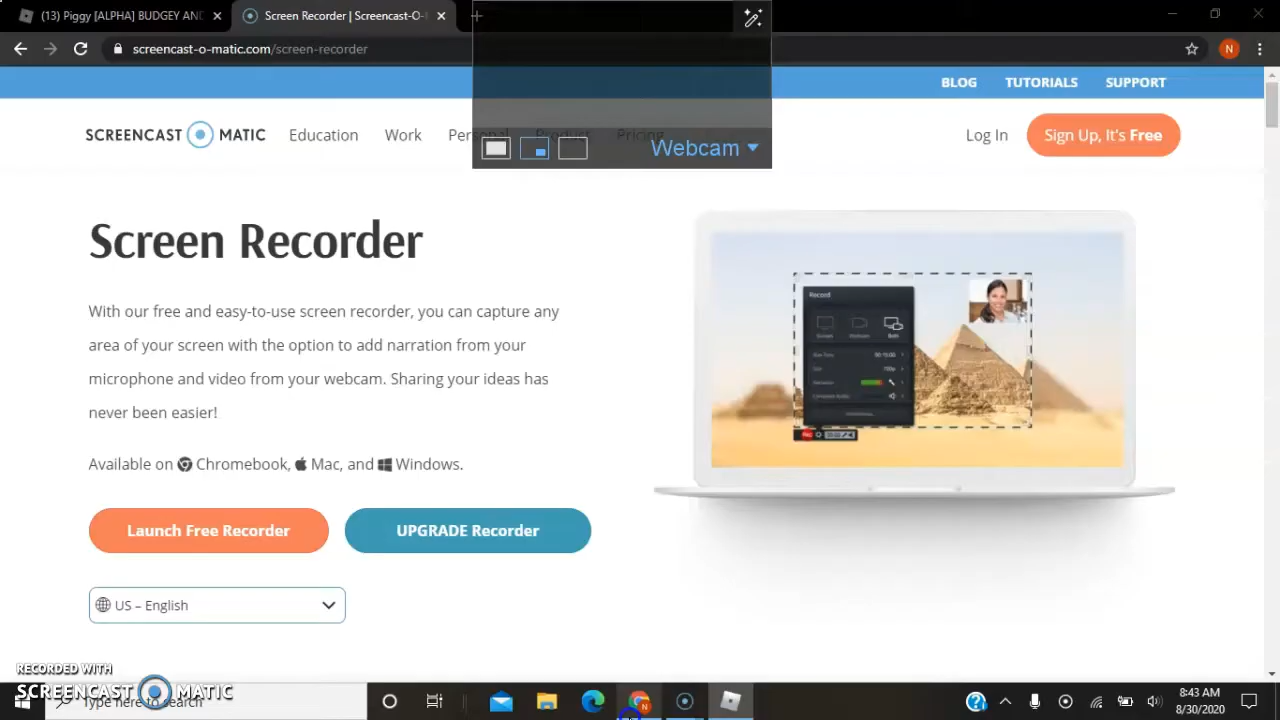 (13) Piggy [ALPHA] BUDGEY AND
Screen Recorder | Screencast-O-
screencast-o-matic.com/screen-recorder
BLOG TUTORIALS SUPPORT
SCREENCAST MATIC Education Work Personal Product Pricing Log In Sign Up, It's Free
Webcam
Screen Recorder
With our free and easy-to-use screen recorder, you can capture any
area of your screen with the option to add narration from your
microphone and video from your webcam. Sharing your ideas has
never been easier!
Available on Chromebook, Mac, and Windows.
Launch Free Recorder UPGRADE Recorder
US – English
Record
RECORDED WITH
SCREENCAST MATIC
Type here to search
8:43 AM
8/30/2020
N